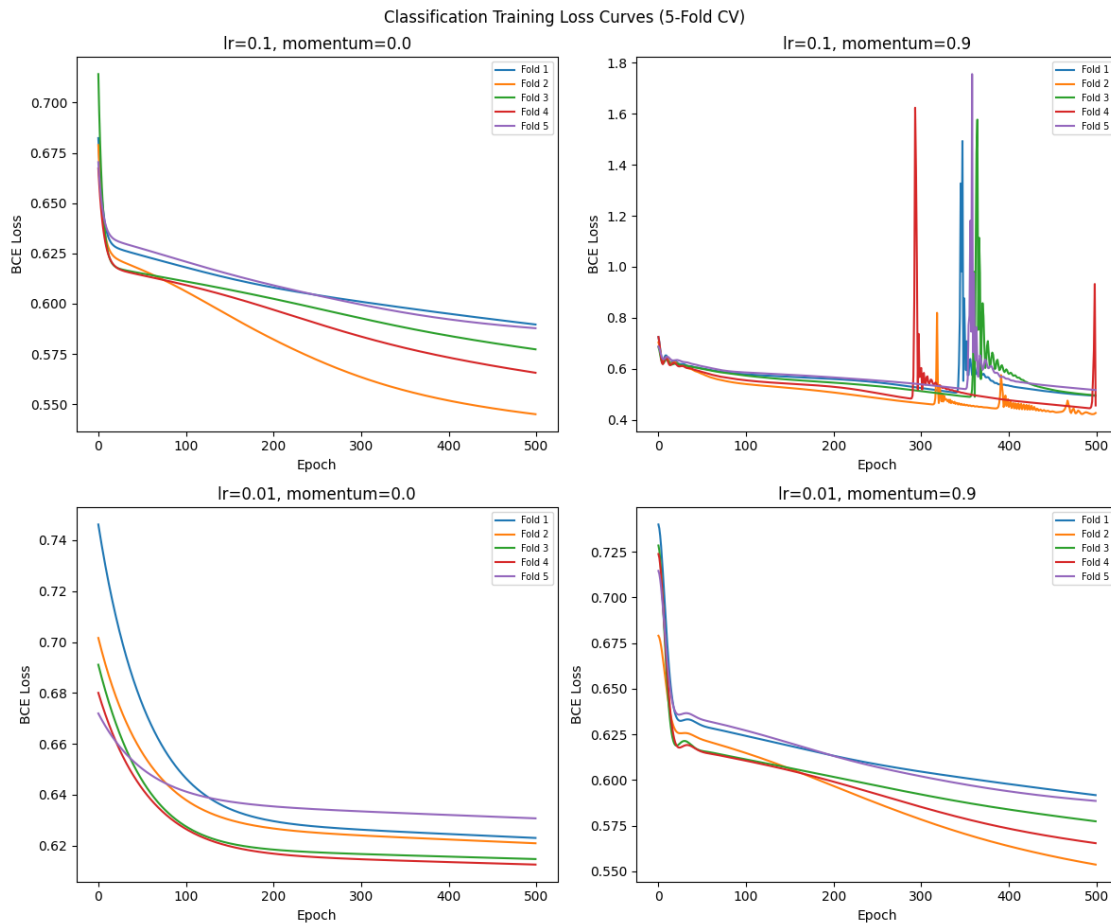 Classification Training Loss Curves (5-Fold CV)
lr=0.1, momentum=0.0
0.700
0.675
0.650
0.625
0.600
0.575
0.550
BCE Loss
Fold 1
Fold 2
Fold 3
Fold 4
Fold 5
0
100
200
300
400
500
Epoch
lr=0.1, momentum=0.9
1.8
1.6
1.4
1.2
1.0
0.8
0.6
0.4
BCE Loss
Fold 1
Fold 2
Fold 3
Fold 4
Fold 5
0
100
200
300
400
500
Epoch
lr=0.01, momentum=0.0
0.74
0.72
0.70
0.68
0.66
0.64
0.62
BCE Loss
Fold 1
Fold 2
Fold 3
Fold 4
Fold 5
0
100
200
300
400
500
Epoch
lr=0.01, momentum=0.9
0.725
0.700
0.675
0.650
0.625
0.600
0.575
0.550
BCE Loss
Fold 1
Fold 2
Fold 3
Fold 4
Fold 5
0
100
200
300
400
500
Epoch